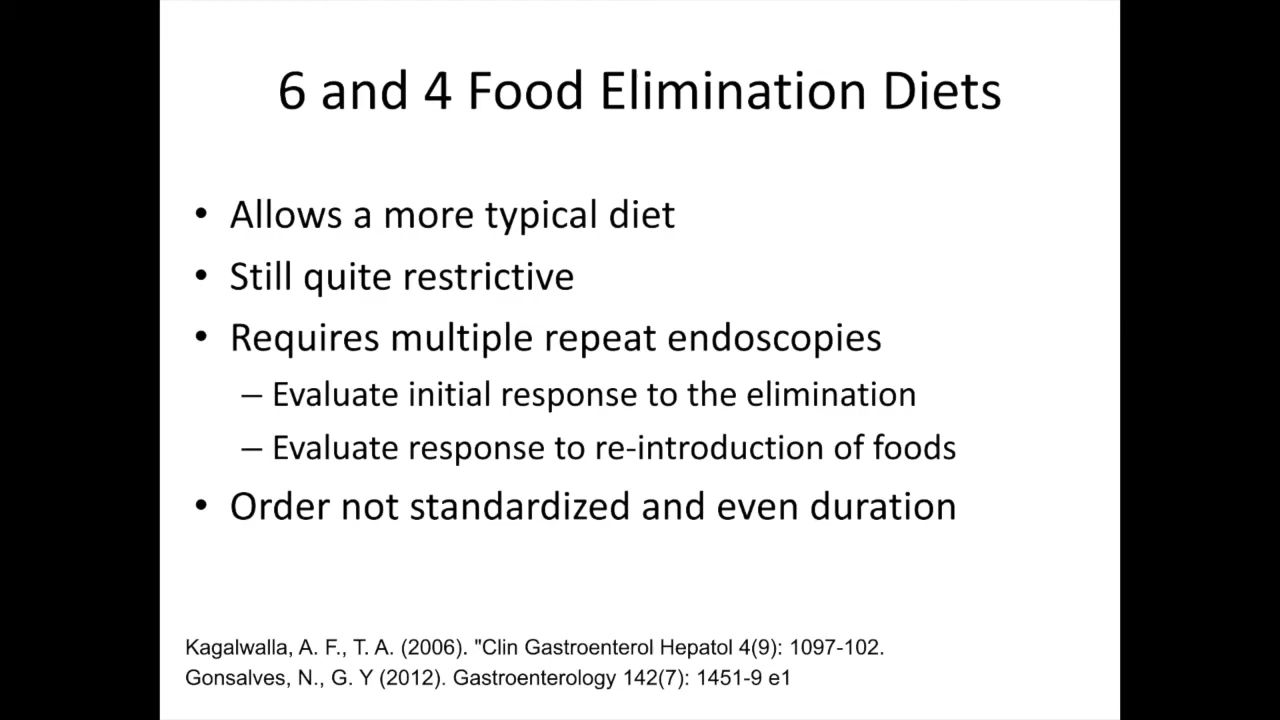 6 and 4 Food Elimination Diets
• Allows a more typical diet
• Still quite restrictive
• Requires multiple repeat endoscopies
– Evaluate initial response to the elimination
– Evaluate response to re-introduction of foods
• Order not standardized and even duration
Kagalwalla, A. F., T. A. (2006). "Clin Gastroenterol Hepatol 4(9): 1097-102.
Gonsalves, N., G. Y (2012). Gastroenterology 142(7): 1451-9 e1